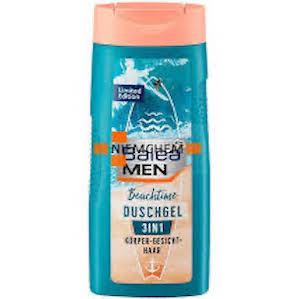 Limited
Edition
NIEMCHEM
Balea
MEN
Beachtime
DUSCHGEL
3IN1
KÖRPER·GESICHT·
HAAR